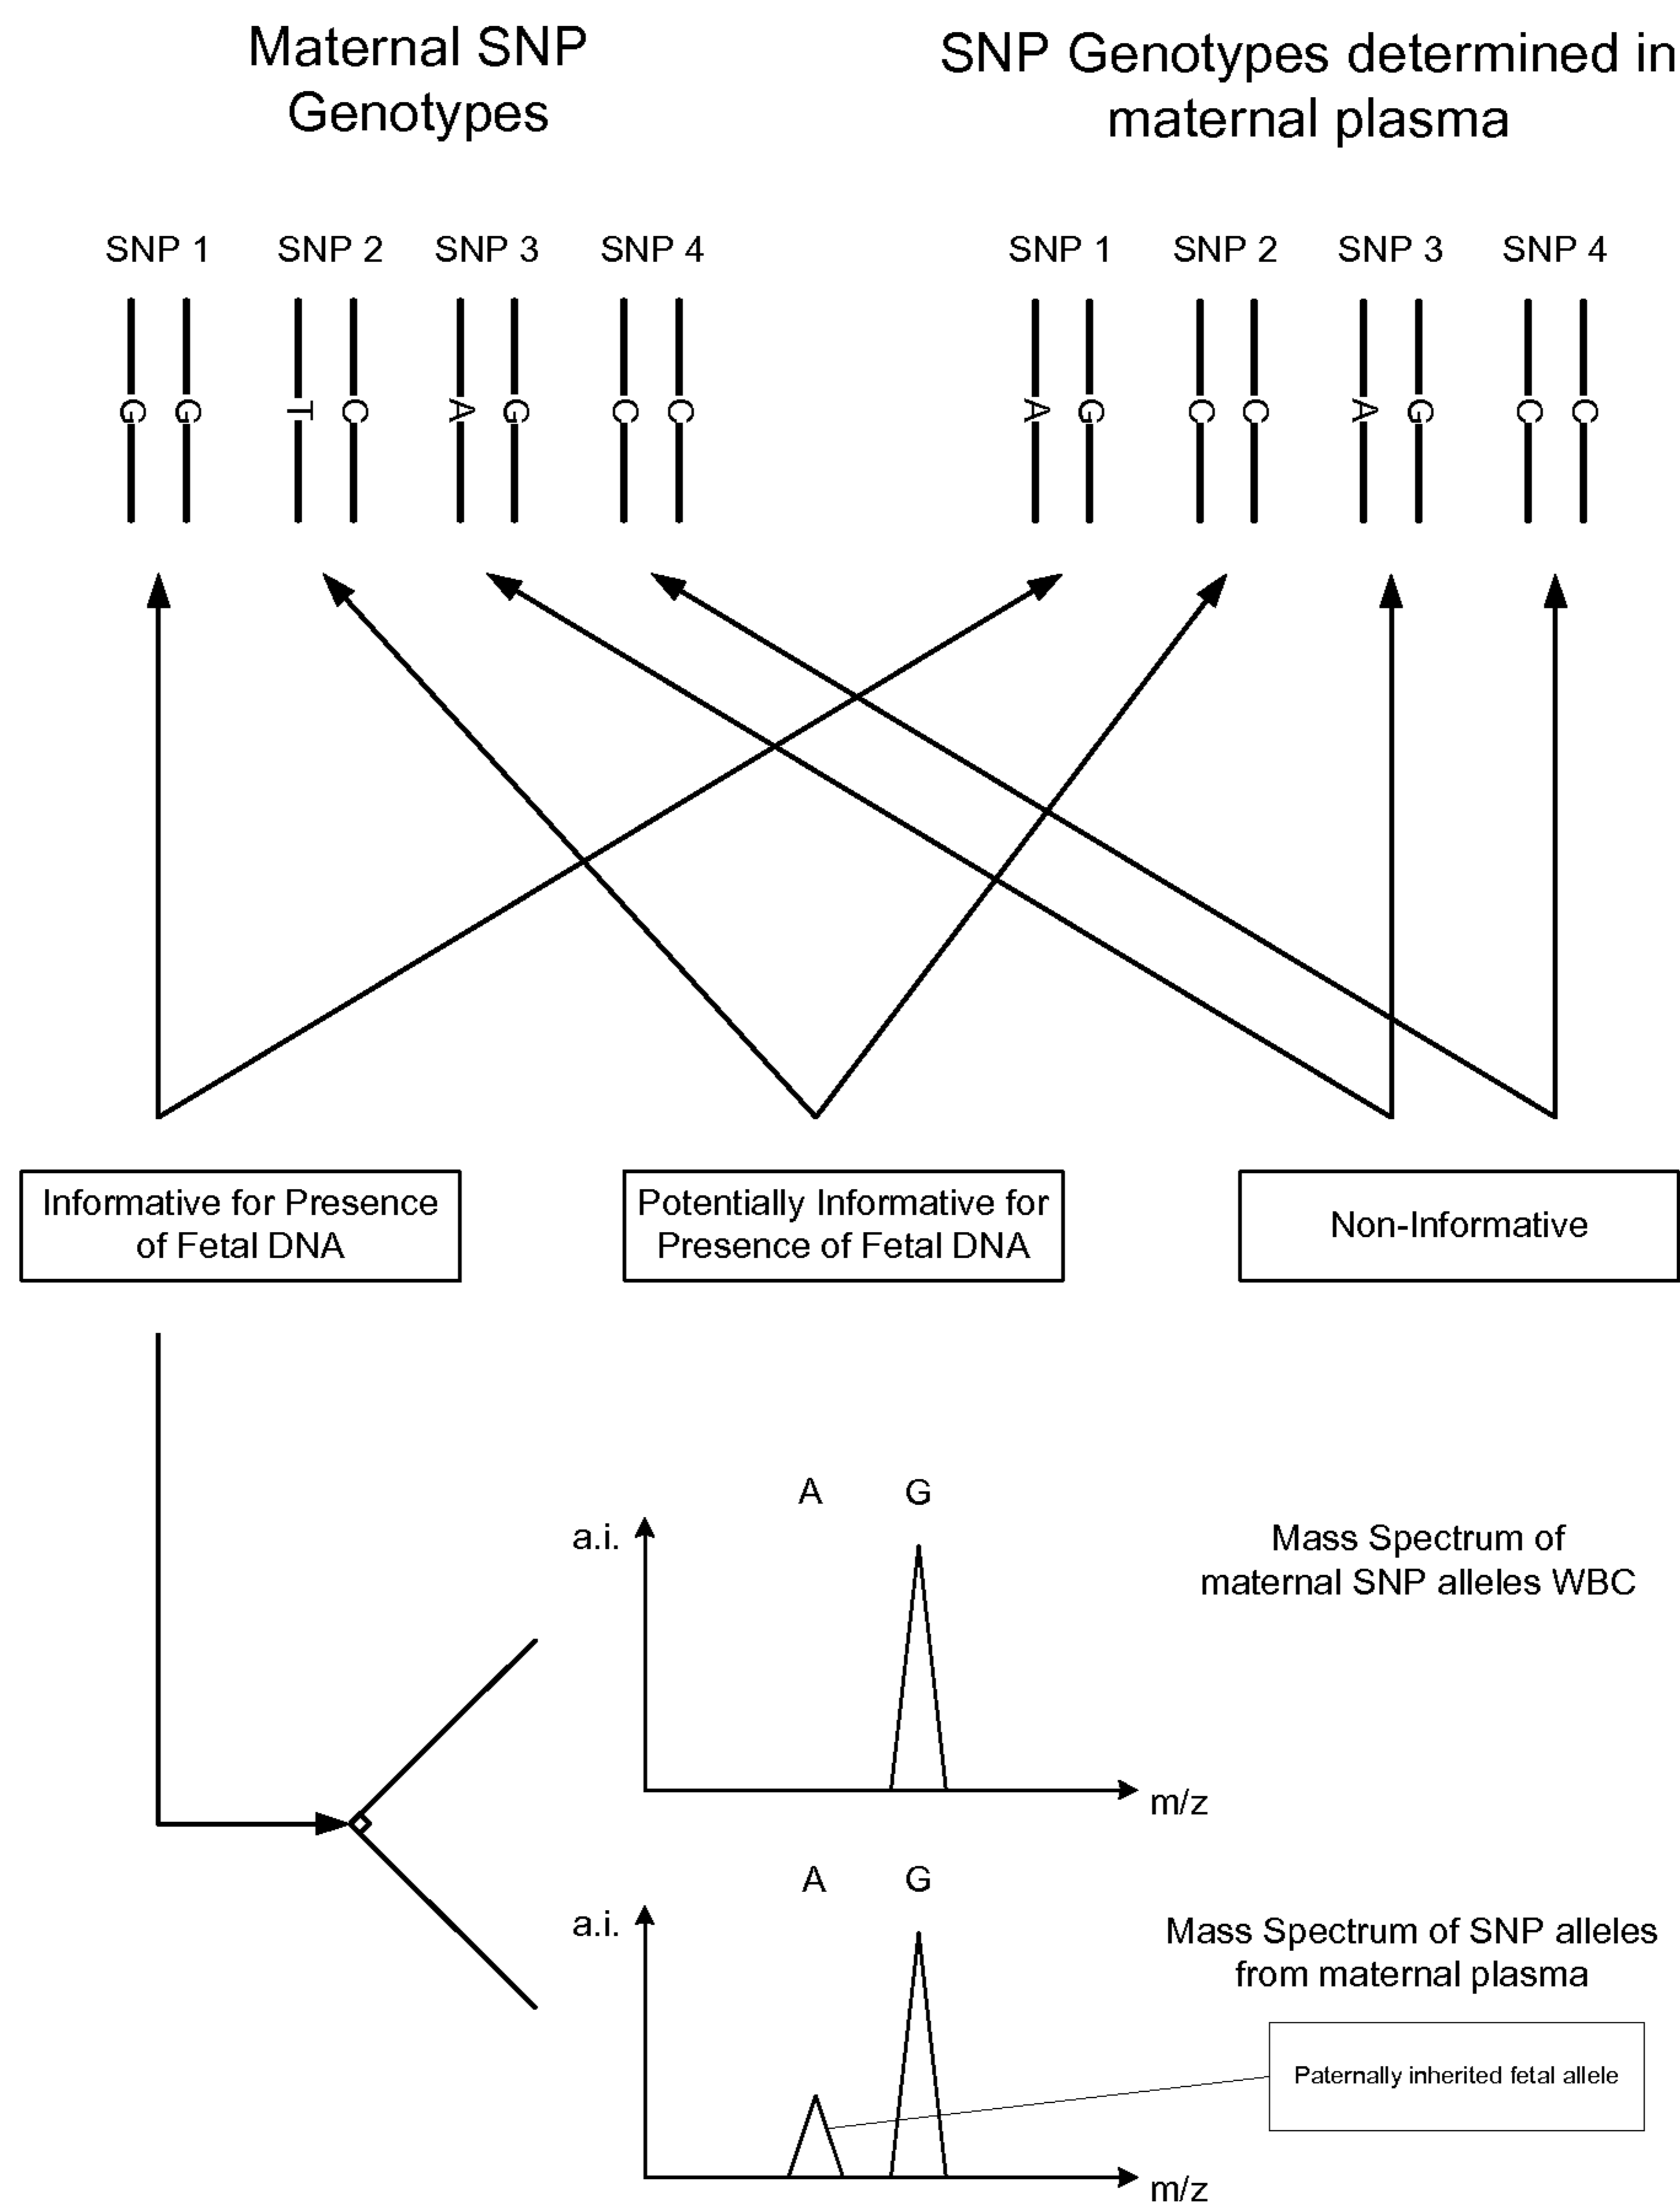 Maternal SNP
Genotypes
SNP Genotypes determined in
maternal plasma
SNP 1 SNP 2 SNP 3 SNP 4
SNP 1 SNP 2 SNP 3 SNP 4
G G T C A G C C
A G C C A G C C
Informative for Presence
of Fetal DNA
Potentially Informative for
Presence of Fetal DNA
Non-Informative
A G
a.i.
m/z
Mass Spectrum of
maternal SNP alleles WBC
A G
a.i.
m/z
Mass Spectrum of SNP alleles
from maternal plasma
Paternally inherited fetal allele